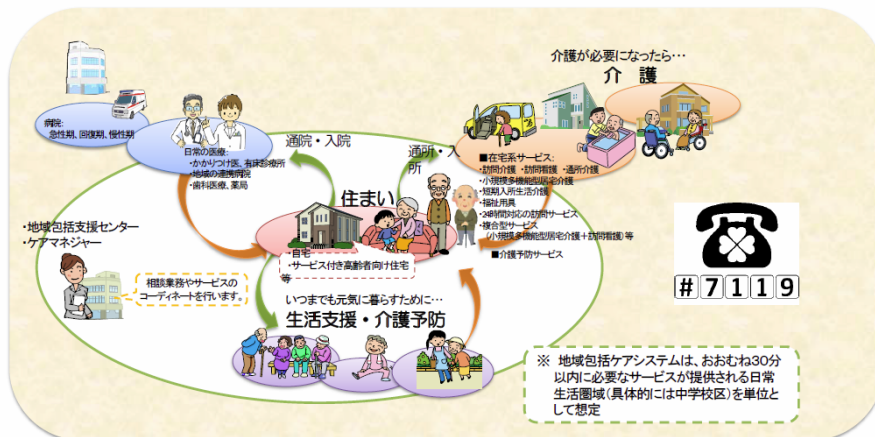 介護が必要になったら…
介　護
病院:
急性期、回復期、慢性期
日常の医療:
・かかりつけ医、有床診療所
・地域の連携病院
・歯科医療、薬局
通院・入院
通所・入
所
■在宅系サービス:
・訪問介護 ・訪問看護 ・通所介護
・小規模多機能型居宅介護
・短期入所生活介護
・福祉用具
・24時間対応の訪問サービス
・複合型サービス
（小規模多機能型居宅介護＋訪問看護）等
■介護予防サービス
住まい
・自宅
・サービス付き高齢者向け住宅
等
・地域包括支援センター
・ケアマネジャー
相談業務やサービスの
コーディネートを行います。
いつまでも元気に暮らすために…
生活支援・介護予防
#7119
※ 地域包括ケアシステムは、おおむね30分
以内に必要なサービスが提供される日常
生活圏域（具体的には中学校区）を単位
として想定